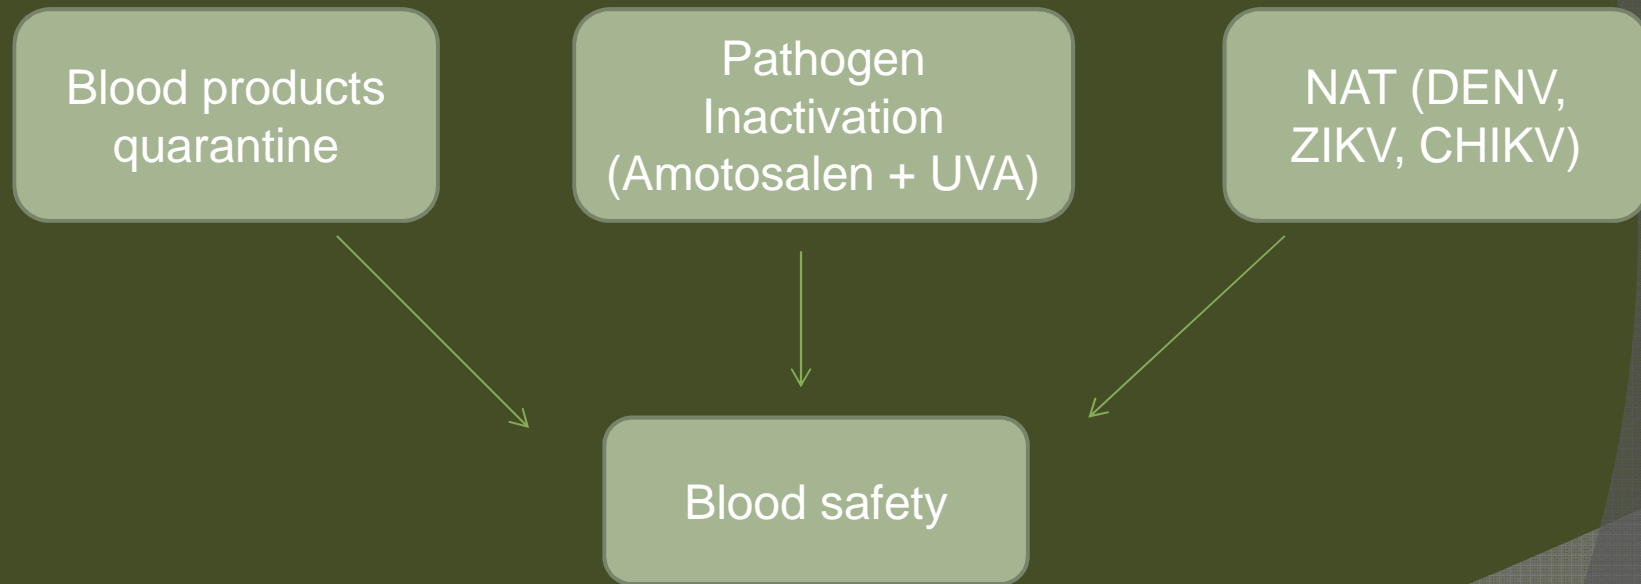 Blood products
quarantine
Pathogen
Inactivation
(Amotosalen + UVA)
NAT (DENV,
ZIKV, CHIKV)
Blood safety